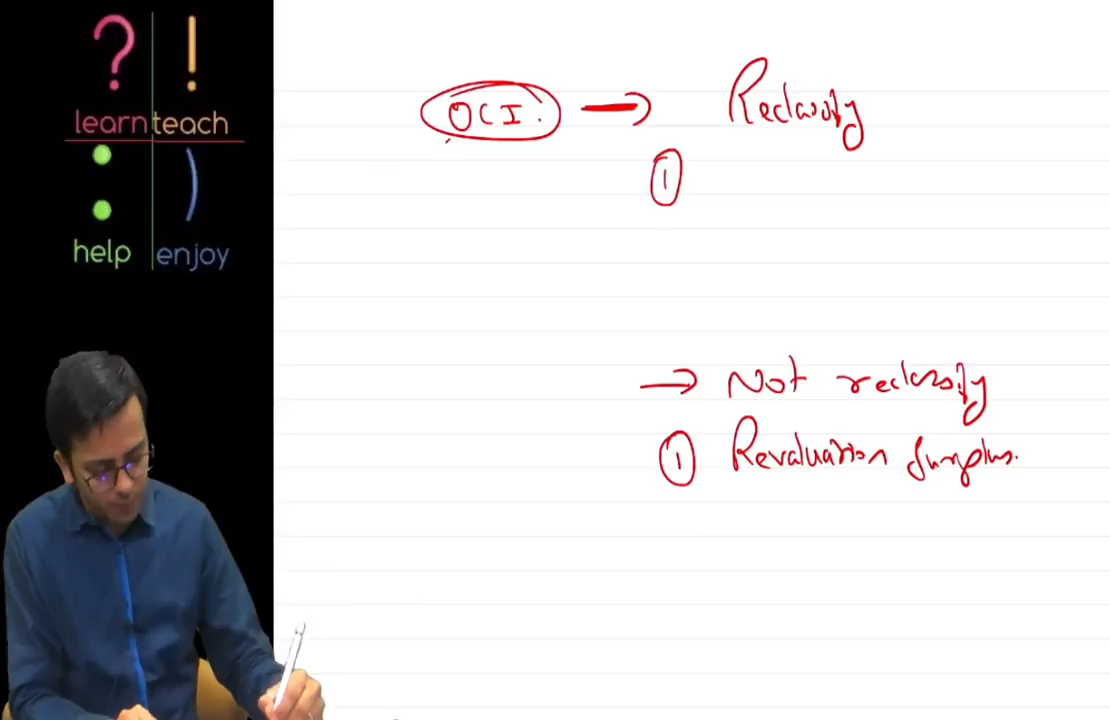 ? !
learn teach
: )
help enjoy
OCI. → Reclassify
①
→ Not reclassify
① Revaluation surplus.